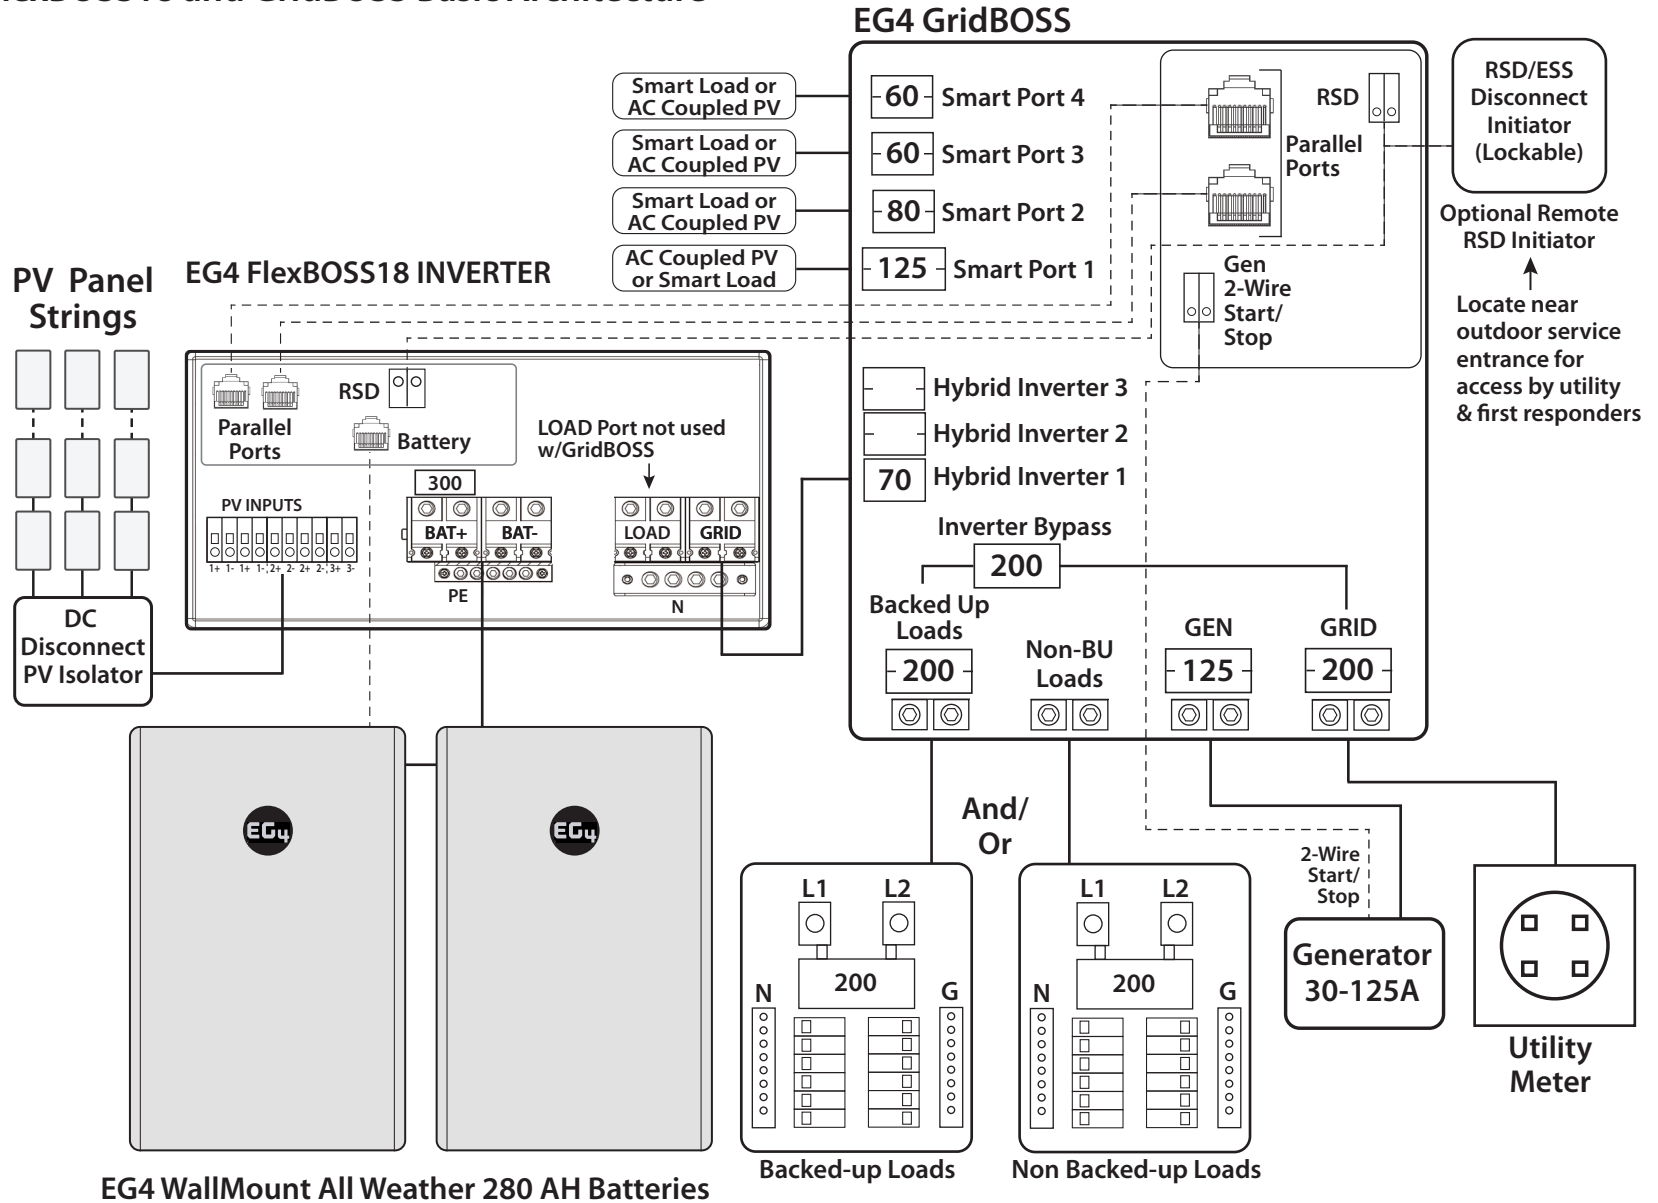 EG4 GridBOSS
Smart Load or
AC Coupled PV
60
Smart Port 4
Smart Load or
AC Coupled PV
60
Smart Port 3
Smart Load or
AC Coupled PV
80
Smart Port 2
AC Coupled PV
or Smart Load
125
Smart Port 1
RSD
Parallel
Ports
Gen
2-Wire
Start/
Stop
RSD/ESS
Disconnect
Initiator
(Lockable)
Optional Remote
RSD Initiator
Locate near
outdoor service
entrance for
access by utility
& first responders
PV Panel
Strings
EG4 FlexBOSS18 INVERTER
Parallel
Ports
RSD
Battery
LOAD Port not used
w/GridBOSS
PV INPUTS
1+ 1- 1+ 1- 2+ 2- 2+ 2- 3+ 3-
300
BAT+
BAT-
PE
LOAD
GRID
N
DC
Disconnect
PV Isolator
Hybrid Inverter 3
Hybrid Inverter 2
70
Hybrid Inverter 1
Inverter Bypass
200
Backed Up
Loads
200
Non-BU
Loads
GEN
125
GRID
200
EG4
EG4
EG4 WallMount All Weather 280 AH Batteries
And/
Or
L1
L2
200
N
G
Backed-up Loads
L1
L2
200
N
G
Non Backed-up Loads
2-Wire
Start/
Stop
Generator
30-125A
Utility
Meter